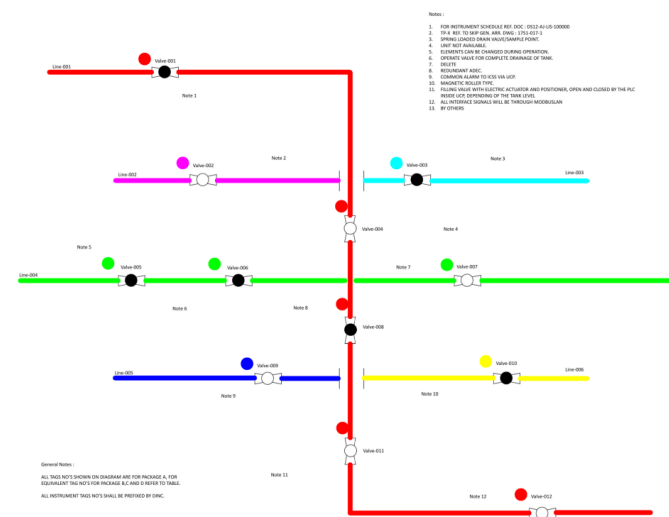 Notes :
1. FOR INSTRUMENT SCHEDULE REF. DOC : DS12-AJ-LIS-100000
2. TP-X REF. TO SKIP GEN. ARR. DWG : 1751-017-1
3. SPRING LOADED DRAIN VALVE/SAMPLE POINT.
4. UNIT NOT AVAILABLE.
5. ELEMENTS CAN BE CHANGED DURING OPERATION.
6. OPERATE VALVE FOR COMPLETE DRAINAGE OF TANK.
7. DELETE
8. REDUNDANT ADEC.
9. COMMON ALARM TO ICSS VIA UCP.
10. MAGNETIC ROLLER TYPE.
11. FILLING VALVE WITH ELECTRIC ACTUATOR AND POSITIONER, OPEN AND CLOSED BY THE PLC
INSIDE UCP, DEPENDING OF THE TANK LEVEL
12. ALL INTERFACE SIGNALS WILL BE THROUGH MODBUSLAN
13. BY OTHERS
Line-001
Valve-001
Note 1
Line-002
Valve-002
Note 2
Valve-003
Note 3
Line-003
Valve-004
Note 4
Note 5
Line-004
Valve-005
Valve-006
Note 7
Valve-007
Note 6
Note 8
Valve-008
Line-005
Valve-009
Valve-010
Line-006
Note 9
Note 10
Valve-011
General Notes :
ALL TAGS NO'S SHOWN ON DIAGRAM ARE FOR PACKAGE A, FOR
EQUIVALENT TAG NO'S FOR PACKAGE B,C AND D REFER TO TABLE.
ALL INSTRUMENT TAGS NO'S SHALL BE PREFIXED BY DINC.
Note 11
Note 12
Valve-012